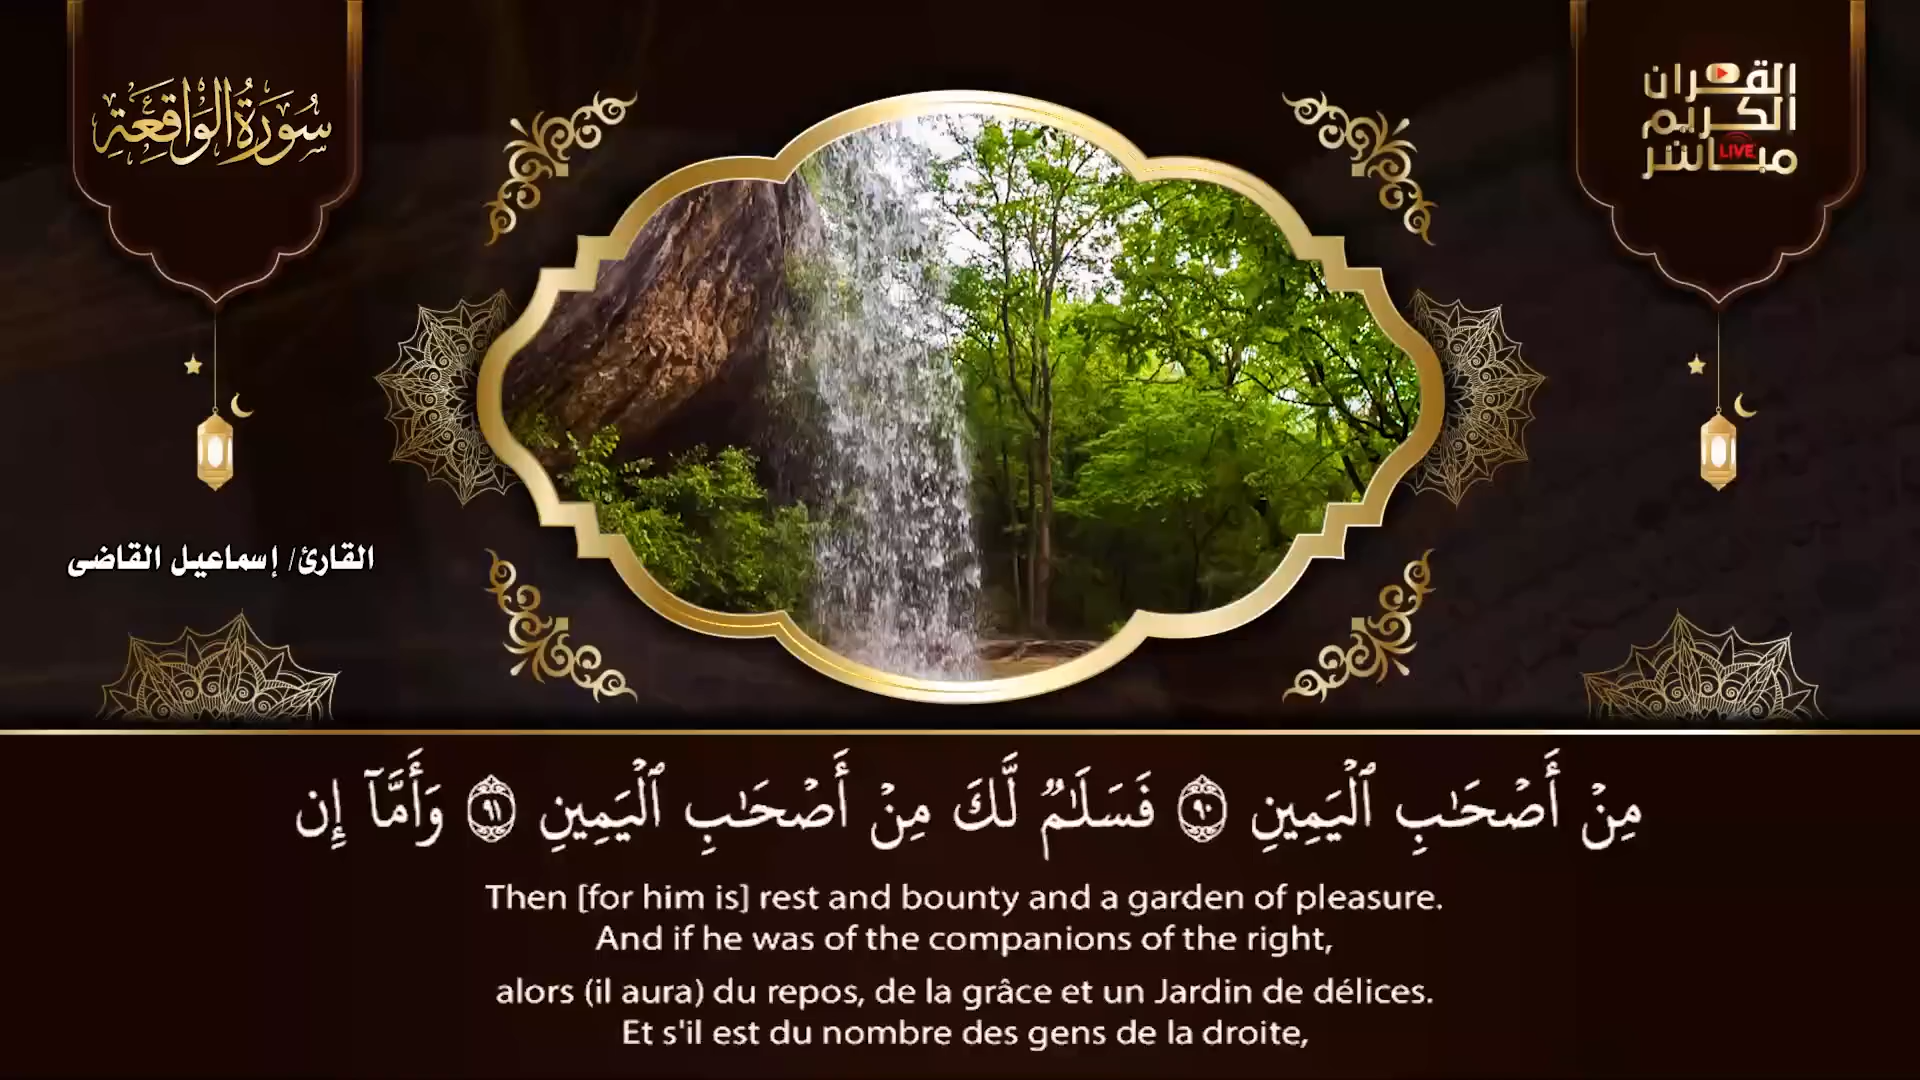 سُورَةُ الوَاقِعَةِ
القرآن
الكريم
مباشر
LIVE
القارئ/ إسماعيل القاضى
مِنْ أَصْحَٰبِ ٱلْيَمِينِ ٩٠ فَسَلَٰمٌ لَّكَ مِنْ أَصْحَٰبِ ٱلْيَمِينِ ٩١ وَأَمَّآ إِن
Then [for him is] rest and bounty and a garden of pleasure.
And if he was of the companions of the right,
alors (il aura) du repos, de la grâce et un Jardin de délices.
Et s'il est du nombre des gens de la droite,